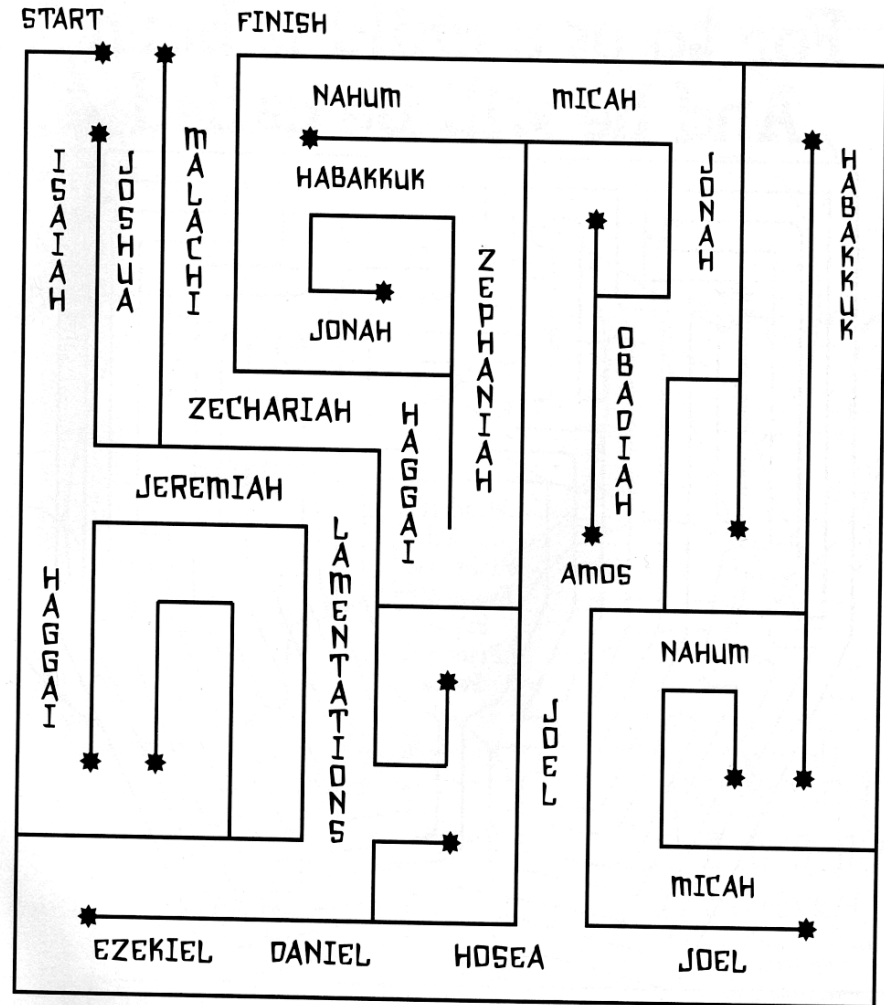 START
FINISH
NAHUM
MICAH
ISAIAH
JOSHUA
MALACHI
HABAKKUK
JONAH
HABAKKUK
ZEPHANIAH
JONAH
OBADIAH
ZECHARIAH
HAGGAI
JEREMIAH
LAMENTATIONS
AMOS
HAGGAI
NAHUM
JOEL
MICAH
EZEKIEL
DANIEL
HOSEA
JOEL